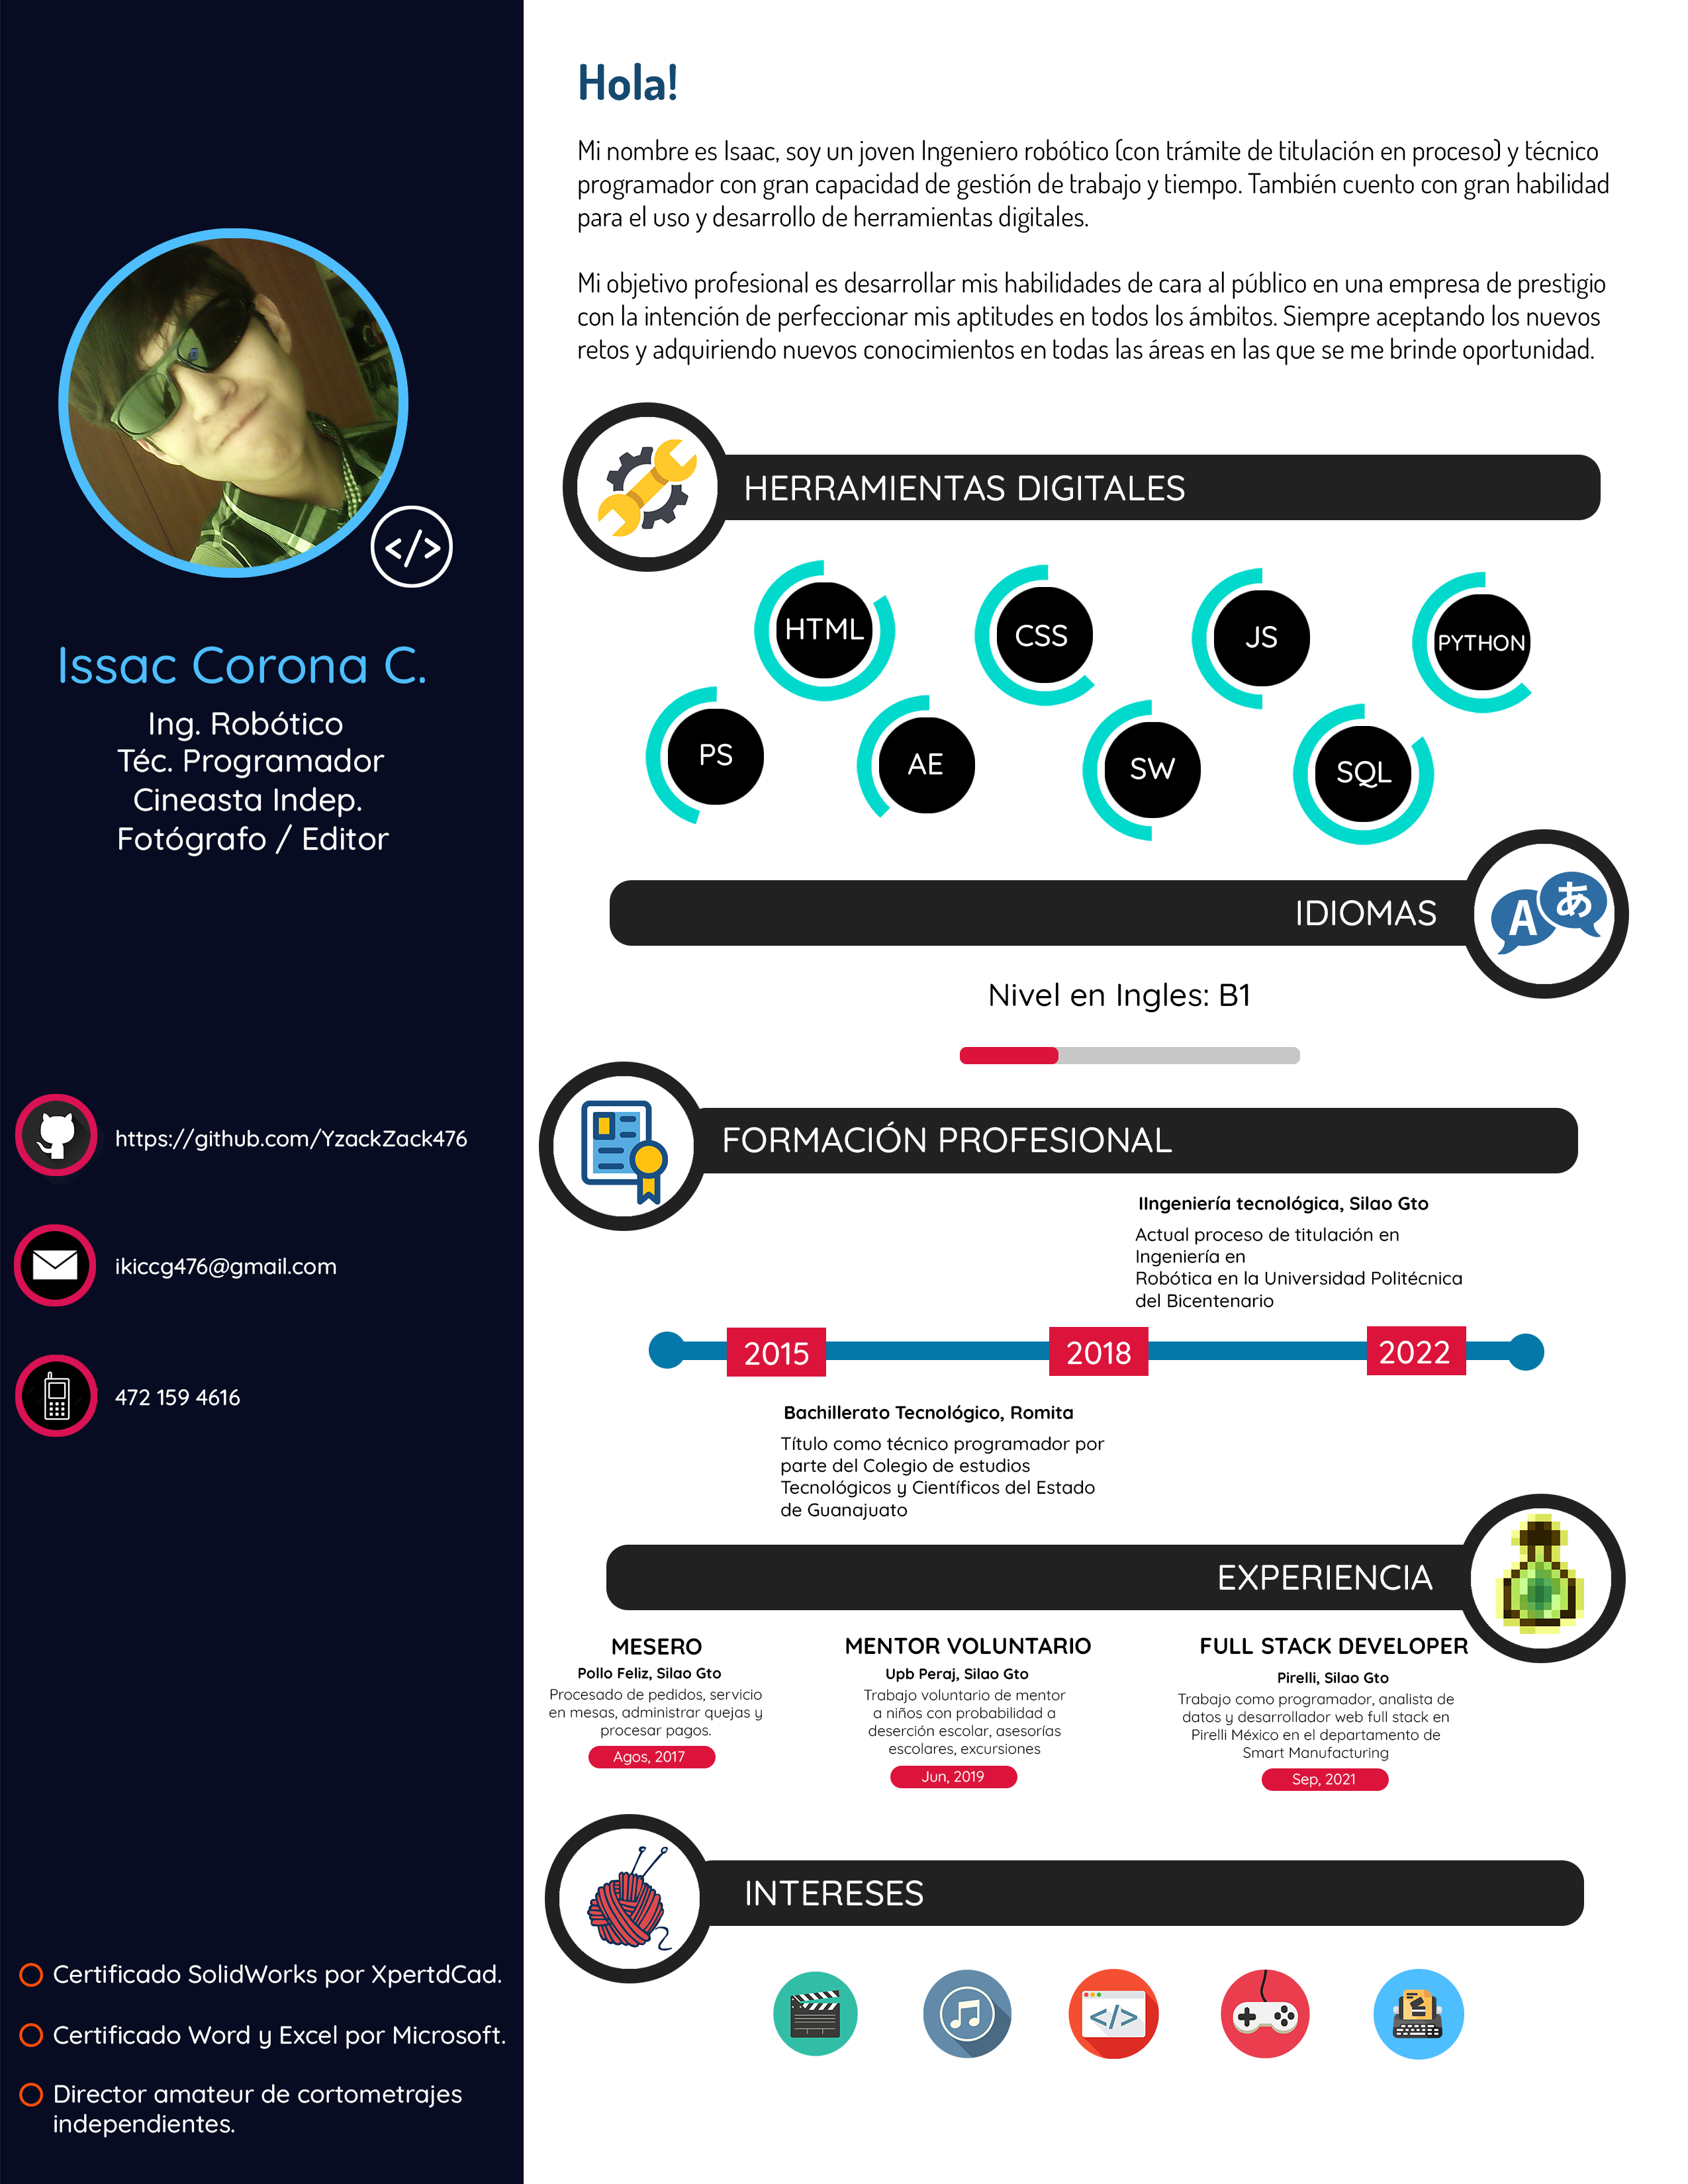 Hola!
Mi nombre es Isaac, soy un joven Ingeniero robótico (con trámite de titulación en proceso) y técnico
programador con gran capacidad de gestión de trabajo y tiempo. También cuento con gran habilidad
para el uso y desarrollo de herramientas digitales.
Mi objetivo profesional es desarrollar mis habilidades de cara al público en una empresa de prestigio
con la intención de perfeccionar mis aptitudes en todos los ámbitos. Siempre aceptando los nuevos
retos y adquiriendo nuevos conocimientos en todas las áreas en las que se me brinde oportunidad.
</>
Issac Corona C.
Ing. Robótico
Téc. Programador
Cineasta Indep.
Fotógrafo / Editor
https://github.com/YzackZack476
ikiccg476@gmail.com
472 159 4616
Certificado SolidWorks por XpertdCad.
Certificado Word y Excel por Microsoft.
Director amateur de cortometrajes
independientes.
HERRAMIENTAS DIGITALES
HTML
CSS
JS
PYTHON
PS
AE
SW
SQL
IDIOMAS
A あ
Nivel en Ingles: B1
FORMACIÓN PROFESIONAL
IIngeniería tecnológica, Silao Gto
Actual proceso de titulación en
Ingeniería en
Robótica en la Universidad Politécnica
del Bicentenario
2015
2018
2022
Bachillerato Tecnológico, Romita
Título como técnico programador por
parte del Colegio de estudios
Tecnológicos y Científicos del Estado
de Guanajuato
EXPERIENCIA
MESERO
Pollo Feliz, Silao Gto
Procesado de pedidos, servicio
en mesas, administrar quejas y
procesar pagos.
Agos, 2017
MENTOR VOLUNTARIO
Upb Peraj, Silao Gto
Trabajo voluntario de mentor
a niños con probabilidad a
deserción escolar, asesorías
escolares, excursiones
Jun, 2019
FULL STACK DEVELOPER
Pirelli, Silao Gto
Trabajo como programador, analista de
datos y desarrollador web full stack en
Pirelli México en el departamento de
Smart Manufacturing
Sep, 2021
INTERESES
</>